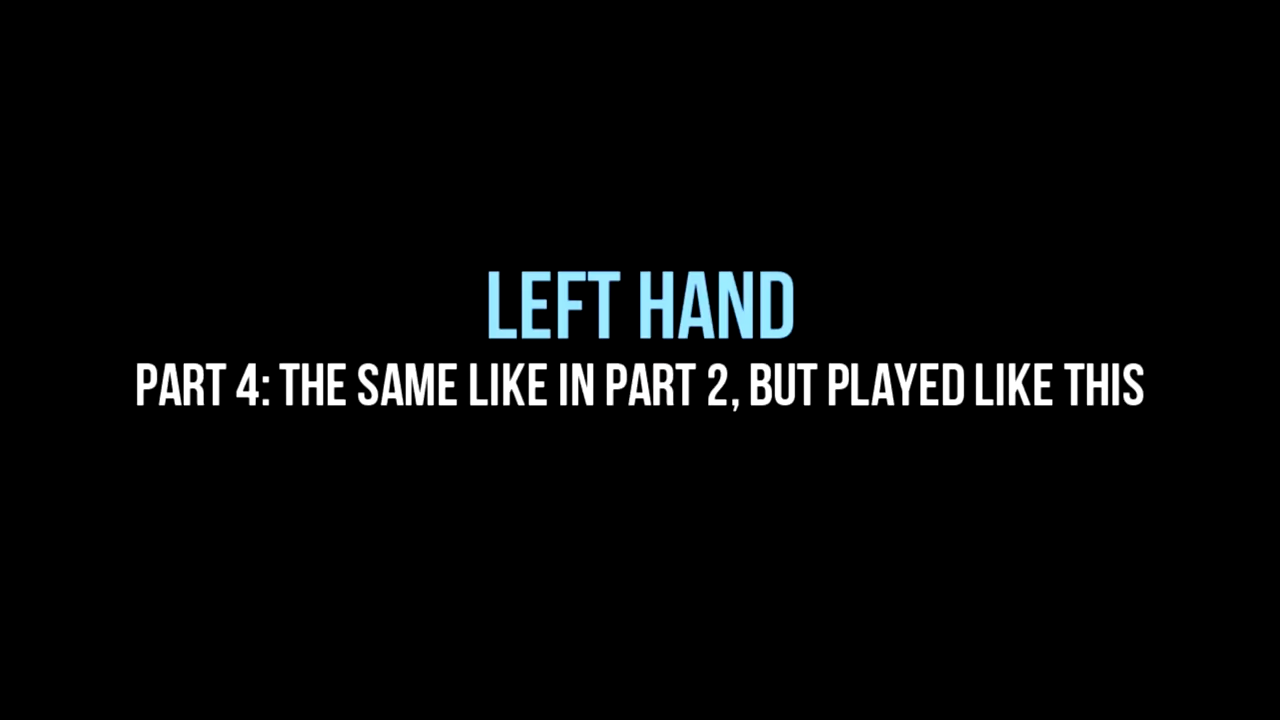 LEFT HAND
PART 4: THE SAME LIKE IN PART 2, BUT PLAYED LIKE THIS